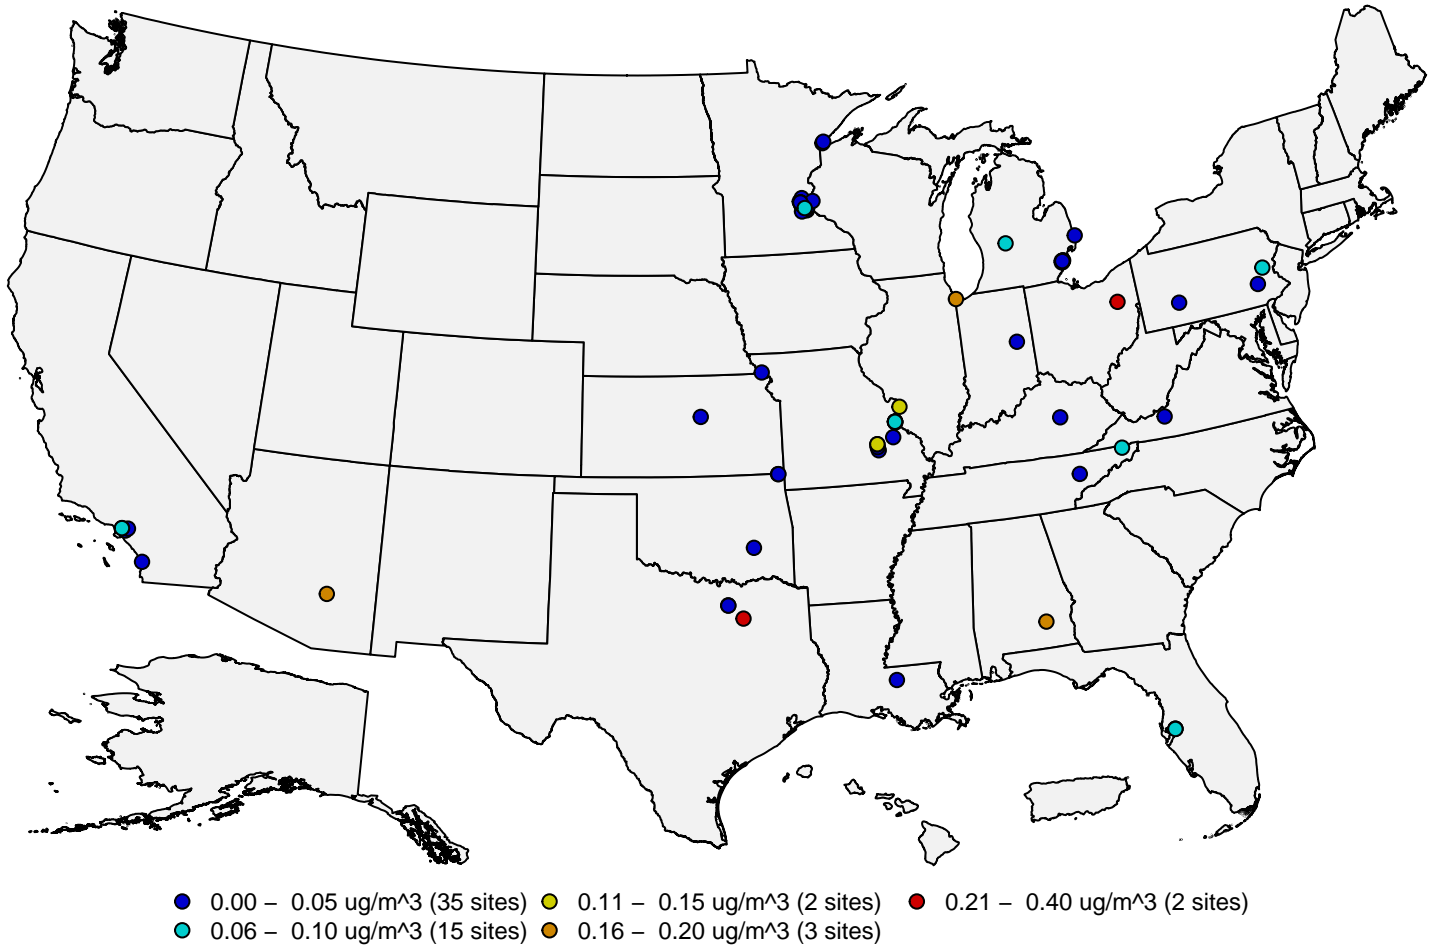 0.00 − 0.05 ug/m^3 (35 sites) 0.11 − 0.15 ug/m^3 (2 sites) 0.21 − 0.40 ug/m^3 (2 sites)
0.06 − 0.10 ug/m^3 (15 sites) 0.16 − 0.20 ug/m^3 (3 sites)